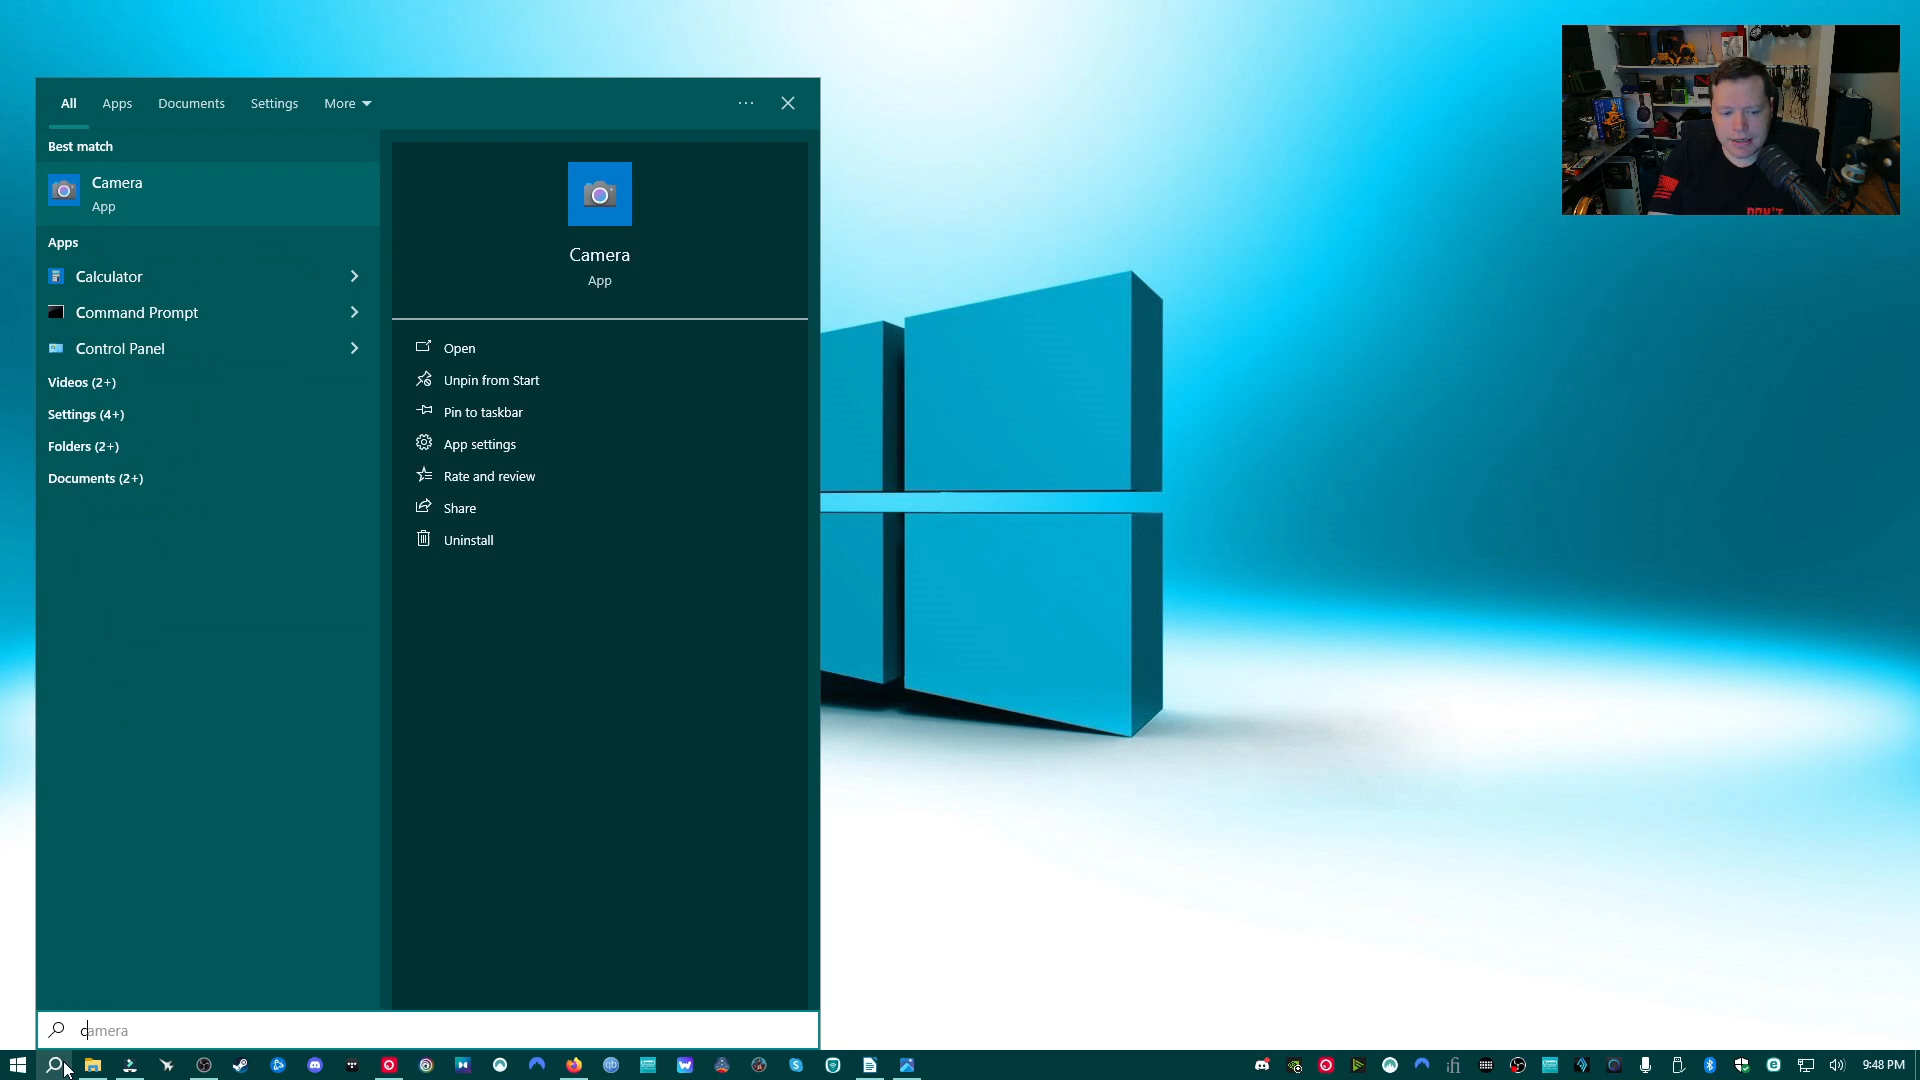 All Apps Documents Settings More
Best match
Camera
App
Apps
Calculator
Command Prompt
Control Panel
Videos (2+)
Settings (4+)
Folders (2+)
Documents (2+)
Camera
App
Open
Unpin from Start
Pin to taskbar
App settings
Rate and review
Share
Uninstall
camera
DON'T
9:48 PM